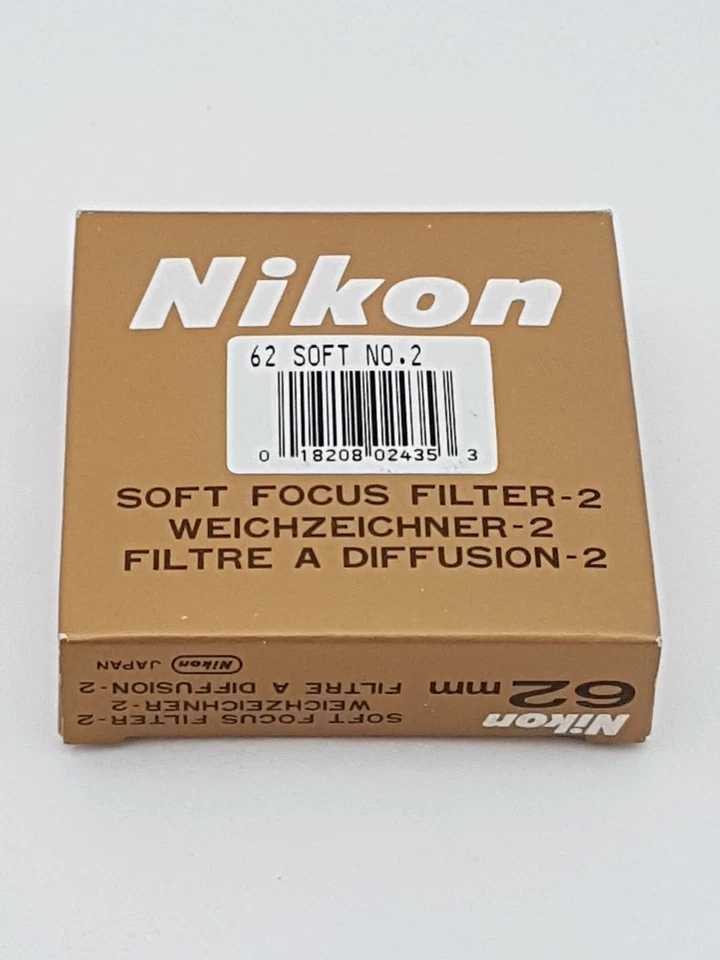 Nikon
62 SOFT NO.2
0 18208 02435 3
SOFT FOCUS FILTER-2
WEICHZEICHNER-2
FILTRE A DIFFUSION-2
Nikon
62mm
SOFT FOCUS FILTER-2
WEICHZEICHNER-2
FILTRE A DIFFUSION-2
Nikon JAPAN